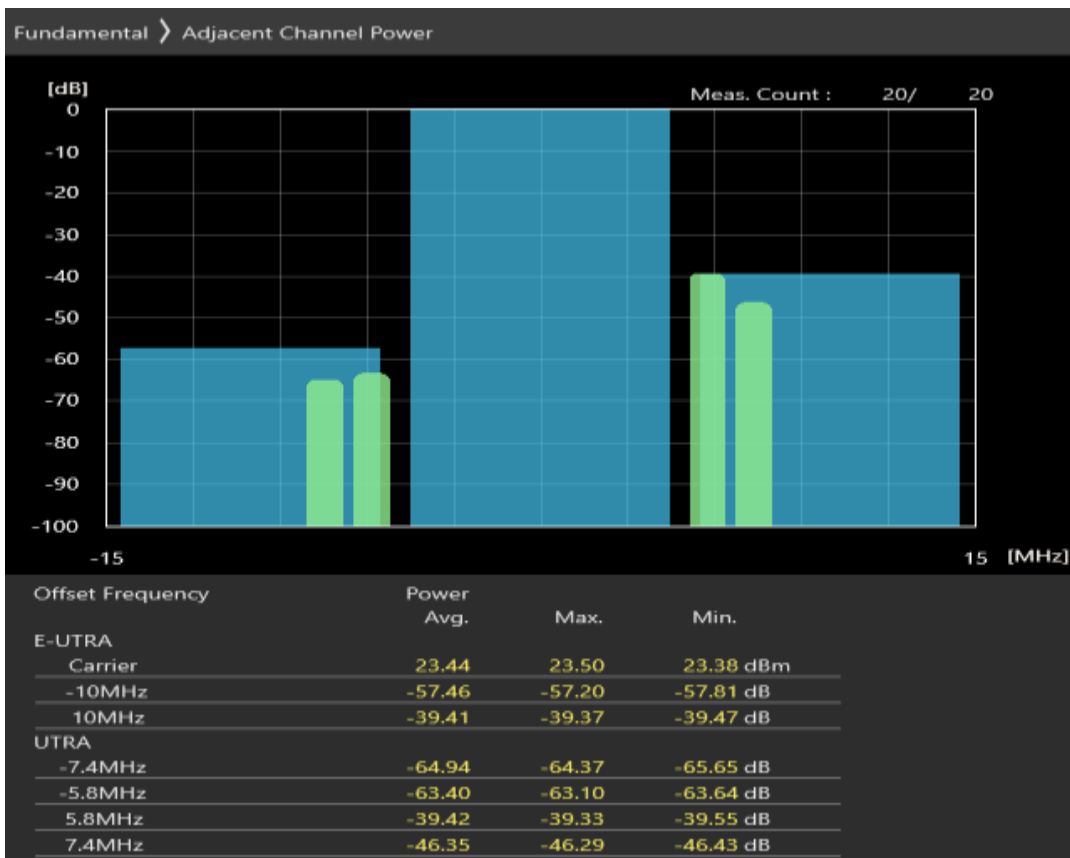 Fundamental 〉 Adjacent Channel Power
[dB]
Meas. Count : 20/ 20
0
-10
-20
-30
-40
-50
-60
-70
-80
-90
-100
-15 15 [MHz]
Offset Frequency Power
Avg. Max. Min.
E-UTRA
Carrier 23.44 23.50 23.38 dBm
-10MHz -57.46 -57.20 -57.81 dB
10MHz -39.41 -39.37 -39.47 dB
UTRA
-7.4MHz -64.94 -64.37 -65.65 dB
-5.8MHz -63.40 -63.10 -63.64 dB
5.8MHz -39.42 -39.33 -39.55 dB
7.4MHz -46.35 -46.29 -46.43 dB